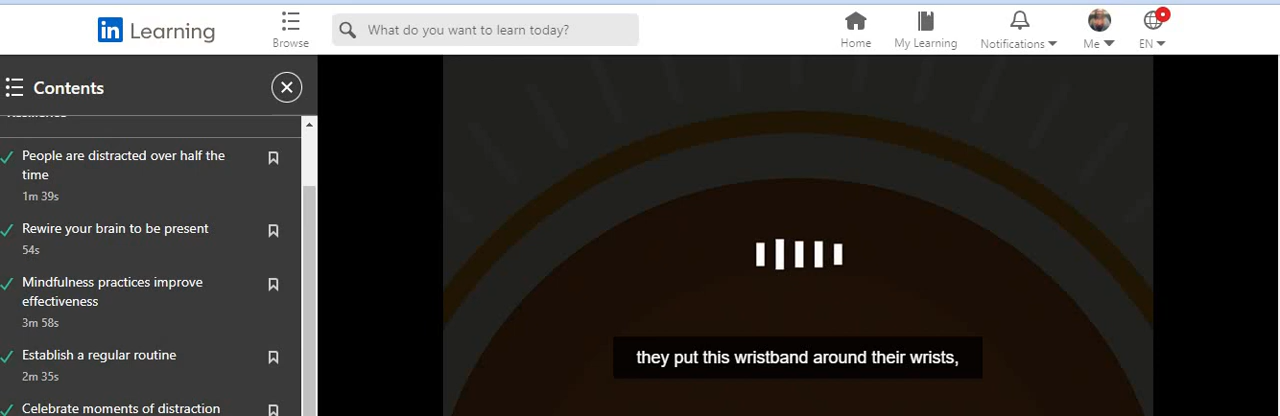 in Learning
Browse
What do you want to learn today?
Home
My Learning
Notifications
Me
EN
Contents
People are distracted over half the
time
1m 39s
Rewire your brain to be present
54s
Mindfulness practices improve
effectiveness
3m 58s
Establish a regular routine
2m 35s
Celebrate moments of distraction
they put this wristband around their wrists,